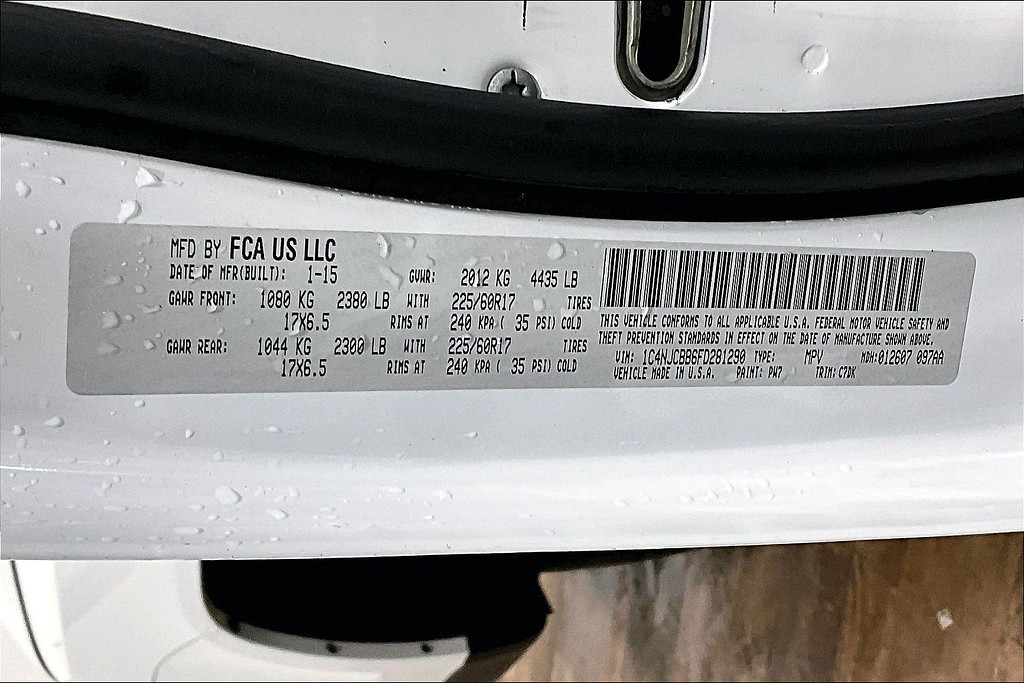 MFD BY FCA US LLC
DATE OF MFR(BUILT): 1-15 GVWR: 2012 KG 4435 LB
GAWR FRONT: 1080 KG 2380 LB WITH 225/60R17 TIRES
17X6.5 RIMS AT 240 KPA ( 35 PSI) COLD
GAWR REAR: 1044 KG 2300 LB WITH 225/60R17 TIRES
17X6.5 RIMS AT 240 KPA ( 35 PSI) COLD
THIS VEHICLE CONFORMS TO ALL APPLICABLE U.S.A. FEDERAL MOTOR VEHICLE SAFETY AND
THEFT PREVENTION STANDARDS IN EFFECT ON THE DATE OF MANUFACTURE SHOWN ABOVE.
VIN: 1C4NJCBB6FD281290 TYPE: MPV MDH:012607 097AA
VEHICLE MADE IN U.S.A. PAINT: PW7 TRIM: C7DK